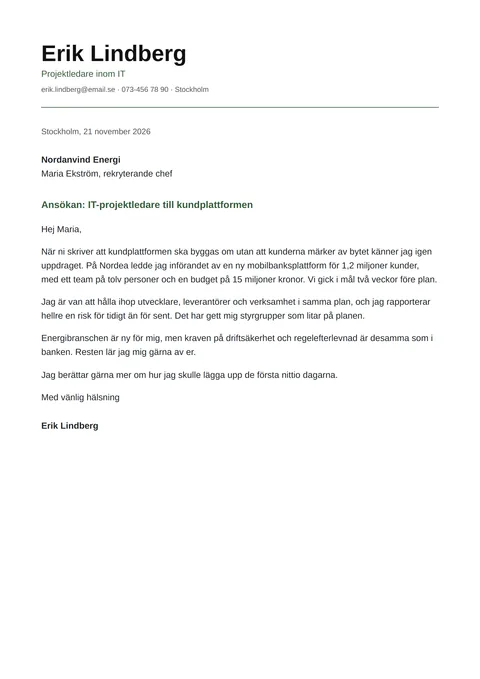 Erik Lindberg
Projektledare inom IT
erik.lindberg@email.se · 073-456 78 90 · Stockholm
Stockholm, 21 november 2026
Nordanvind Energi
Maria Ekström, rekryterande chef
Ansökan: IT-projektledare till kundplattformen
Hej Maria,
När ni skriver att kundplattformen ska byggas om utan att kunderna märker av bytet känner jag igen
uppdraget. På Nordea ledde jag införandet av en ny mobilbanksplattform för 1,2 miljoner kunder,
med ett team på tolv personer och en budget på 15 miljoner kronor. Vi gick i mål två veckor före plan.
Jag är van att hålla ihop utvecklare, leverantörer och verksamhet i samma plan, och jag rapporterar
hellre en risk för tidigt än för sent. Det har gett mig styrgrupper som litar på planen.
Energibranschen är ny för mig, men kraven på driftsäkerhet och regelefterlevnad är desamma som i
banken. Resten lär jag mig gärna av er.
Jag berättar gärna mer om hur jag skulle lägga upp de första nittio dagarna.
Med vänlig hälsning
Erik Lindberg